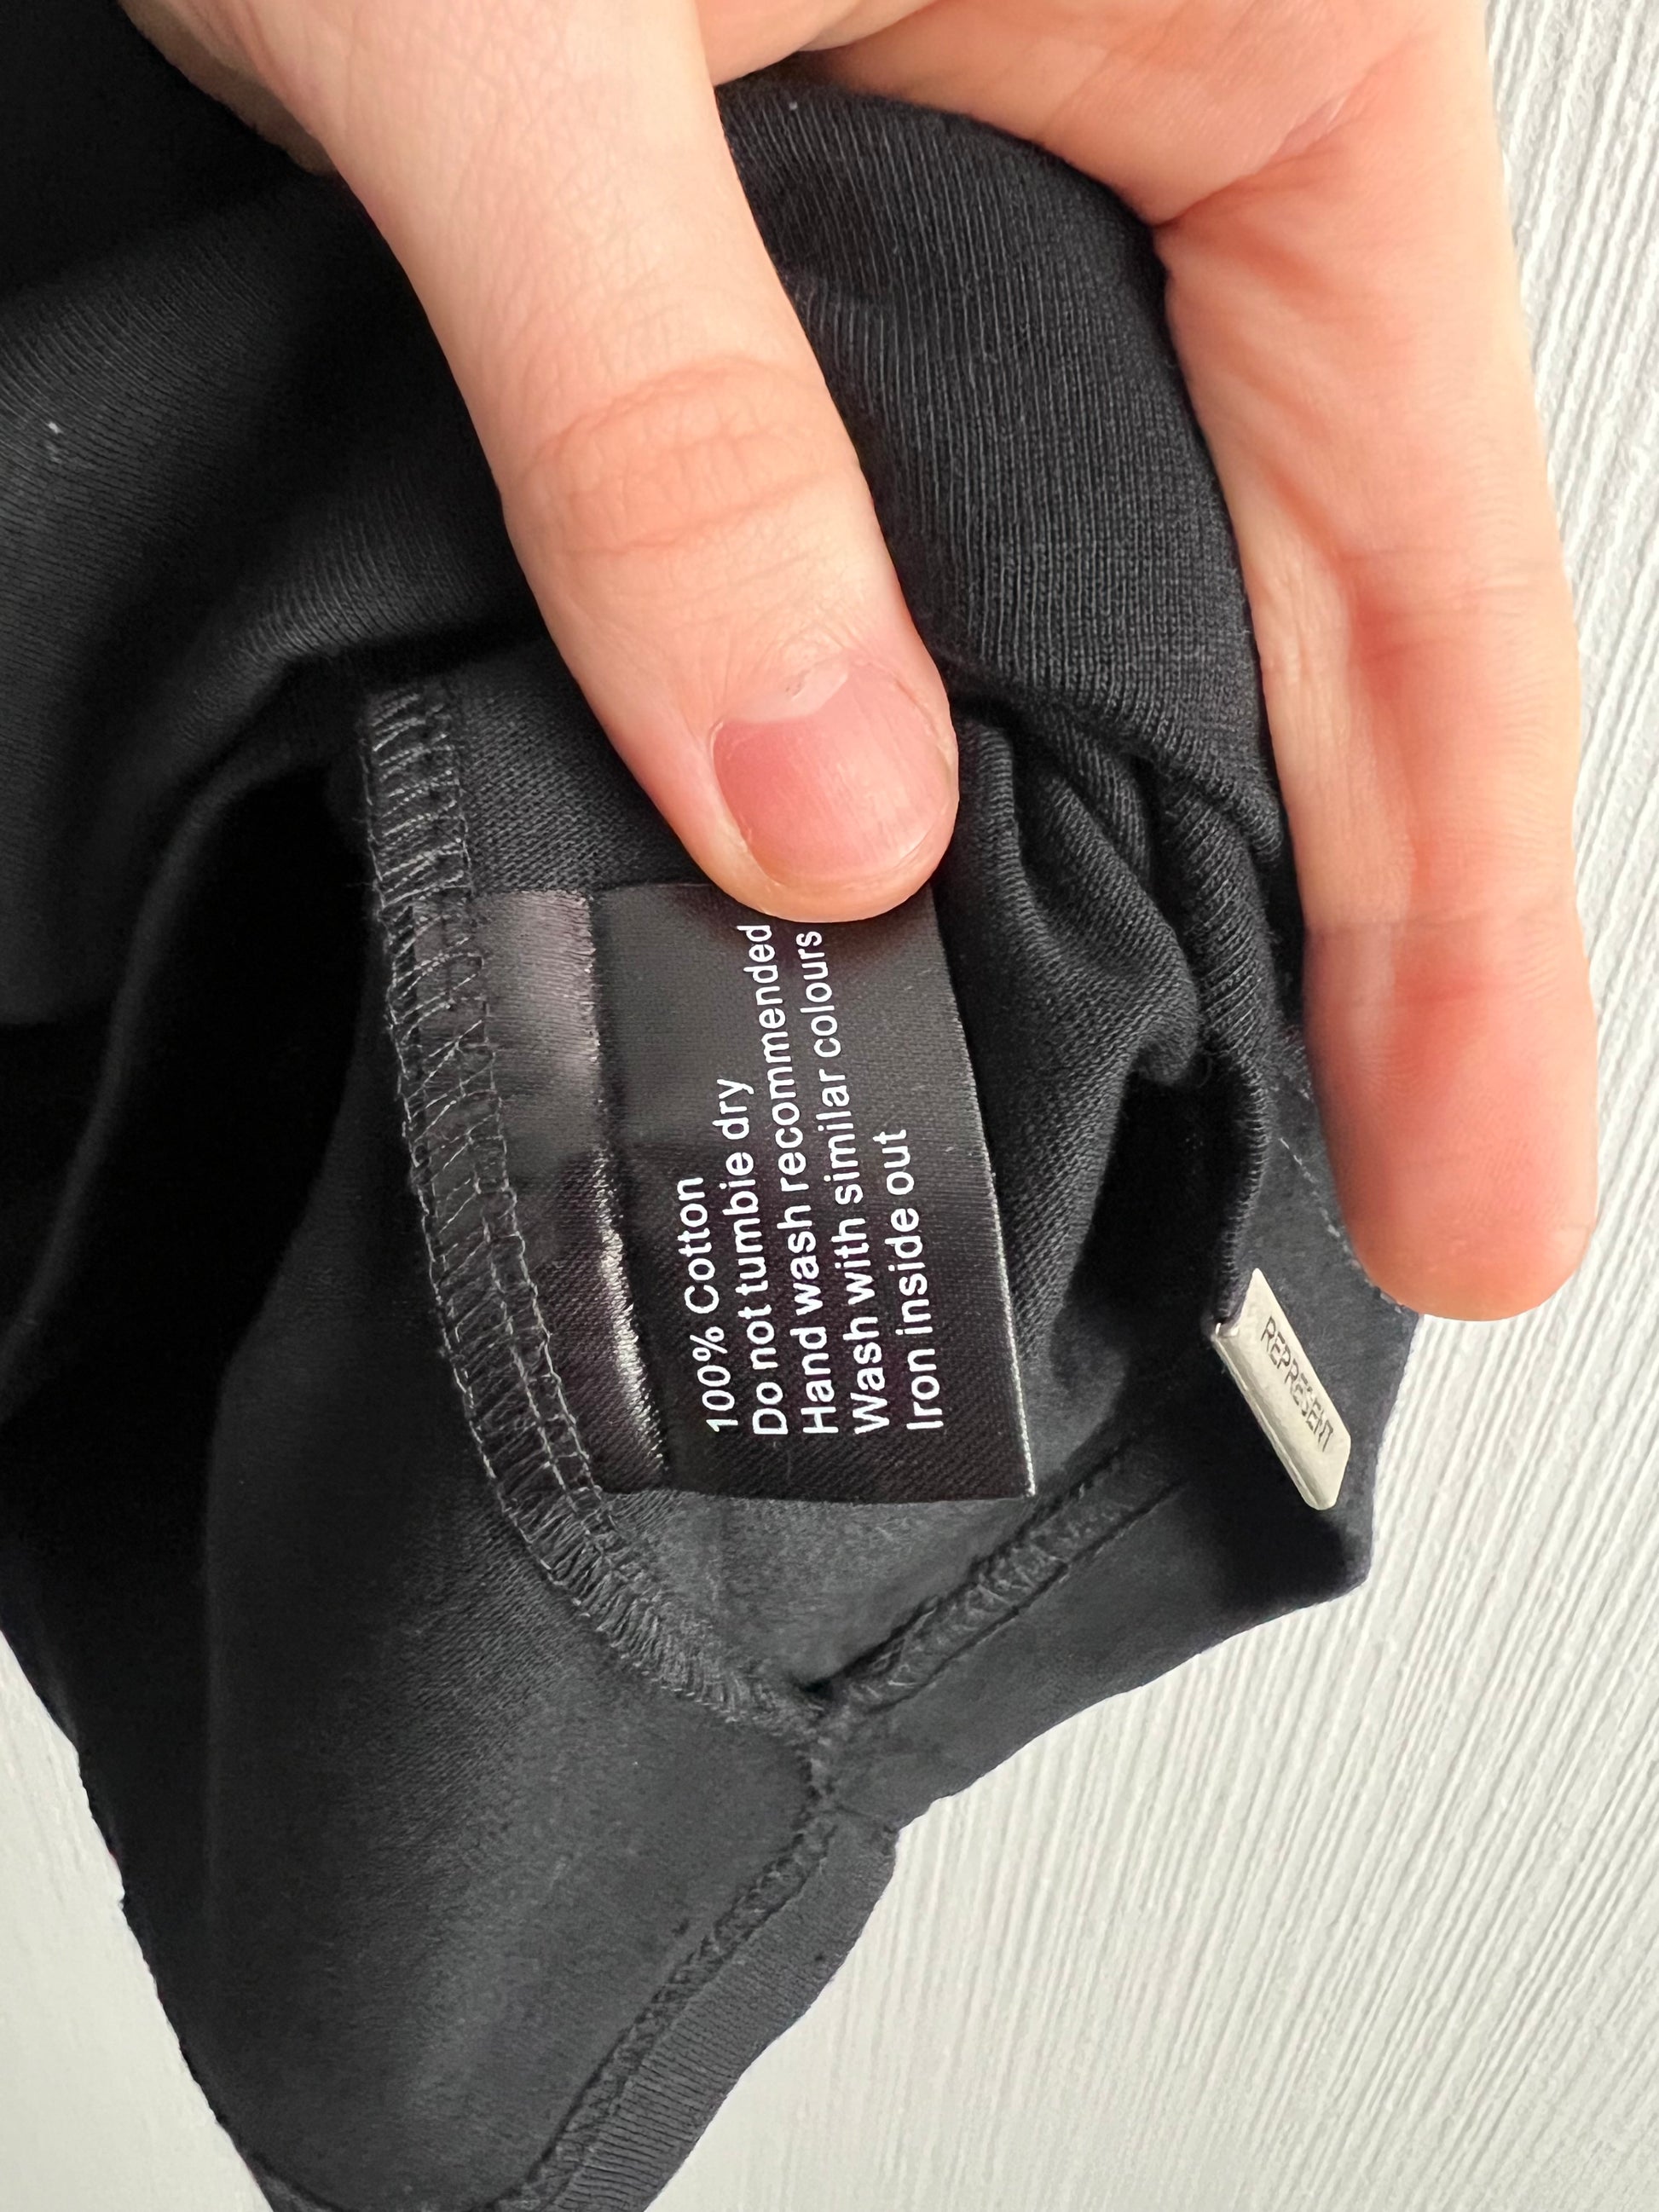 100% Cotton
Do not tumbie dry
Hand wash recommended
Wash with similar colours
Iron inside out
REPRESENT